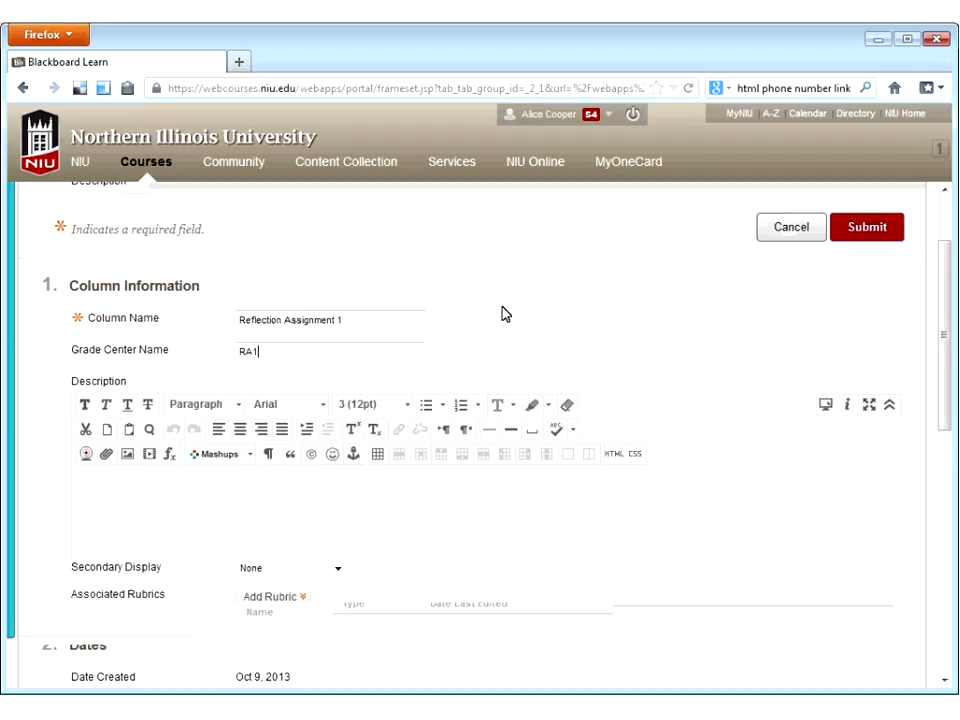 Firefox
Blackboard Learn
https://webcourses.niu.edu/webapps/portal/frameset.jsp?tab_tab_group_id=_2_1&url=%2Fwebapps%
html phone number link
Alice Cooper 54
MyNIU | A-Z | Calendar Directory NIU Home
Northern Illinois University
NIU
NIU Courses Community Content Collection Services NIU Online MyOneCard
1
Description
* Indicates a required field.
Cancel Submit
1. Column Information
* Column Name Reflection Assignment 1
Grade Center Name RA1
Description
T T T T Paragraph Arial 3 (12pt) T
ABC
Mashups HTML CSS
Secondary Display None
Associated Rubrics Add Rubric
Name Type Date Last Edited
2. Dates
Date Created Oct 9, 2013